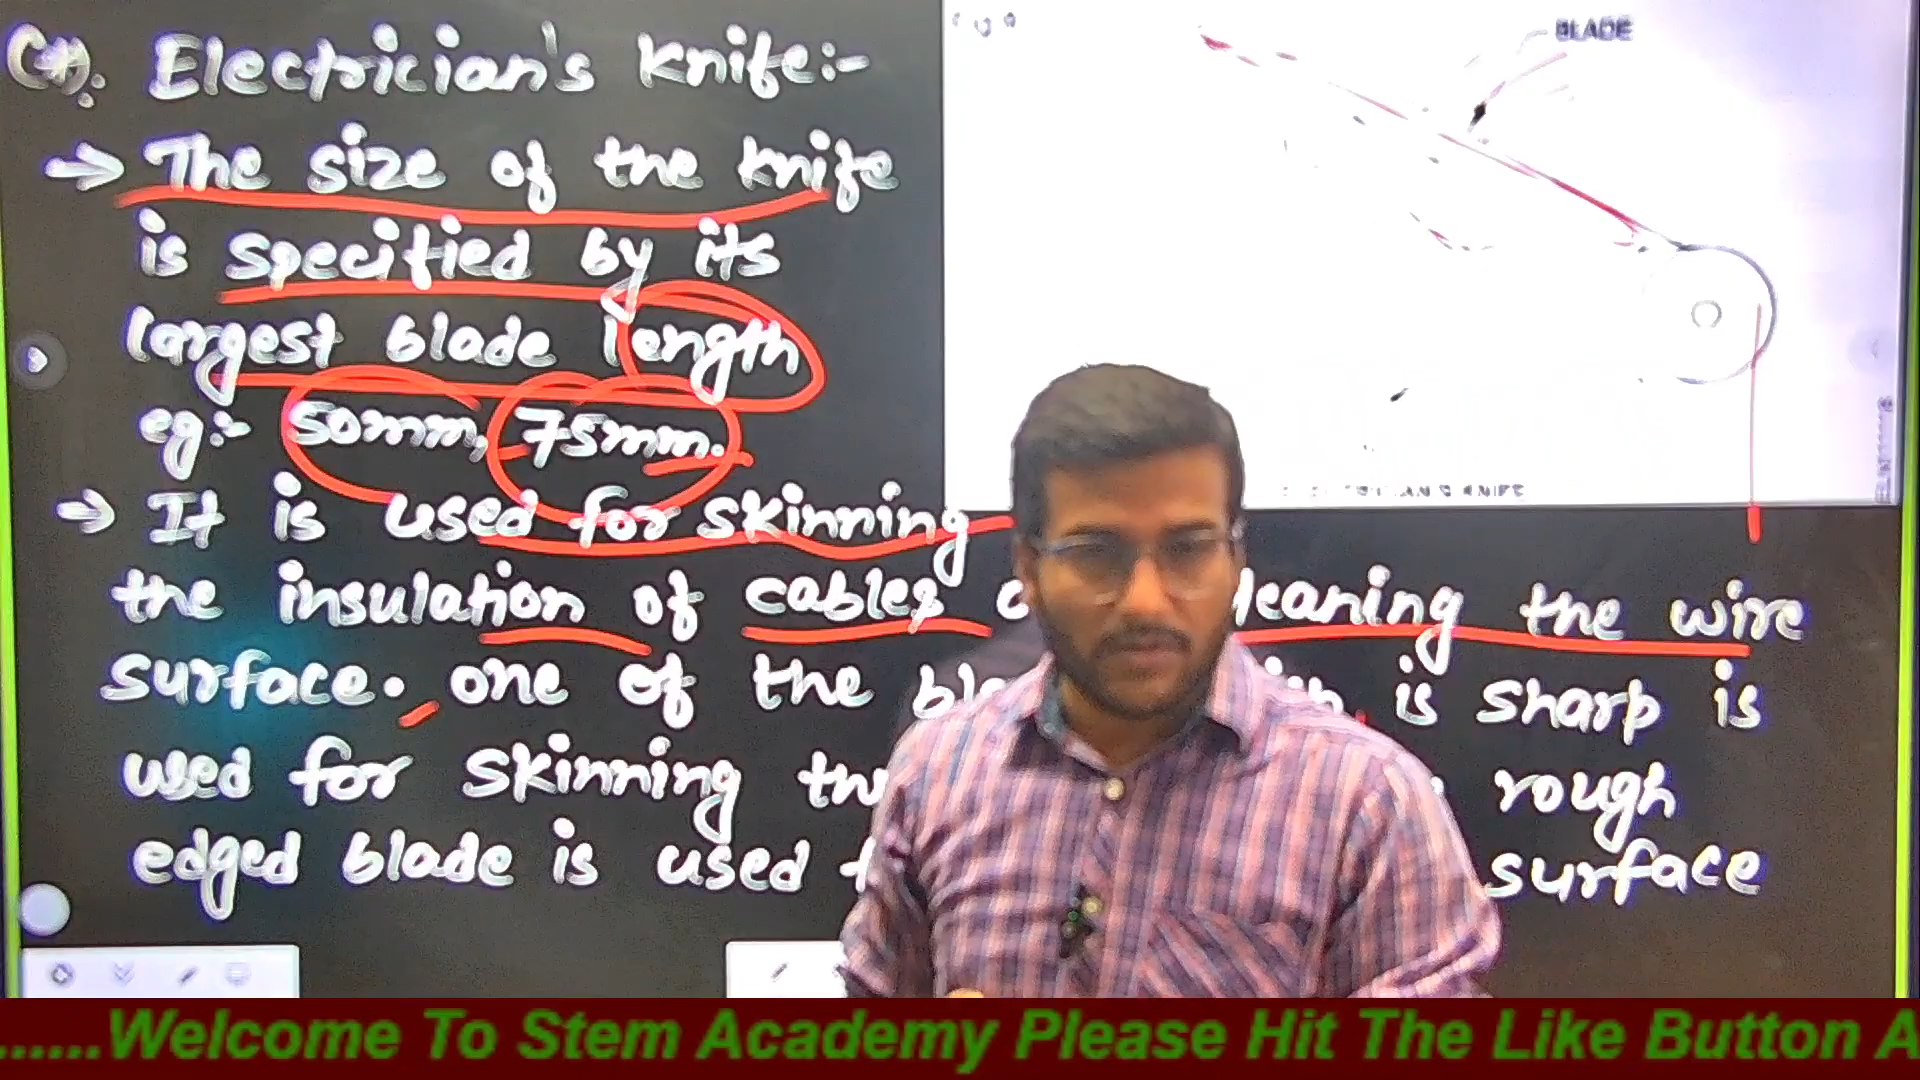 Electrician's knife:-
BLADE
→ The size of the knife
is specified by its
largest blade length
eg:- 50mm, 75mm.
→ It is used for skinning
the insulation of cables cleaning the wire
surface. one of the is sharp is
used for skinning rough
edged blade is used surface
......Welcome To Stem Academy Please Hit The Like Button A